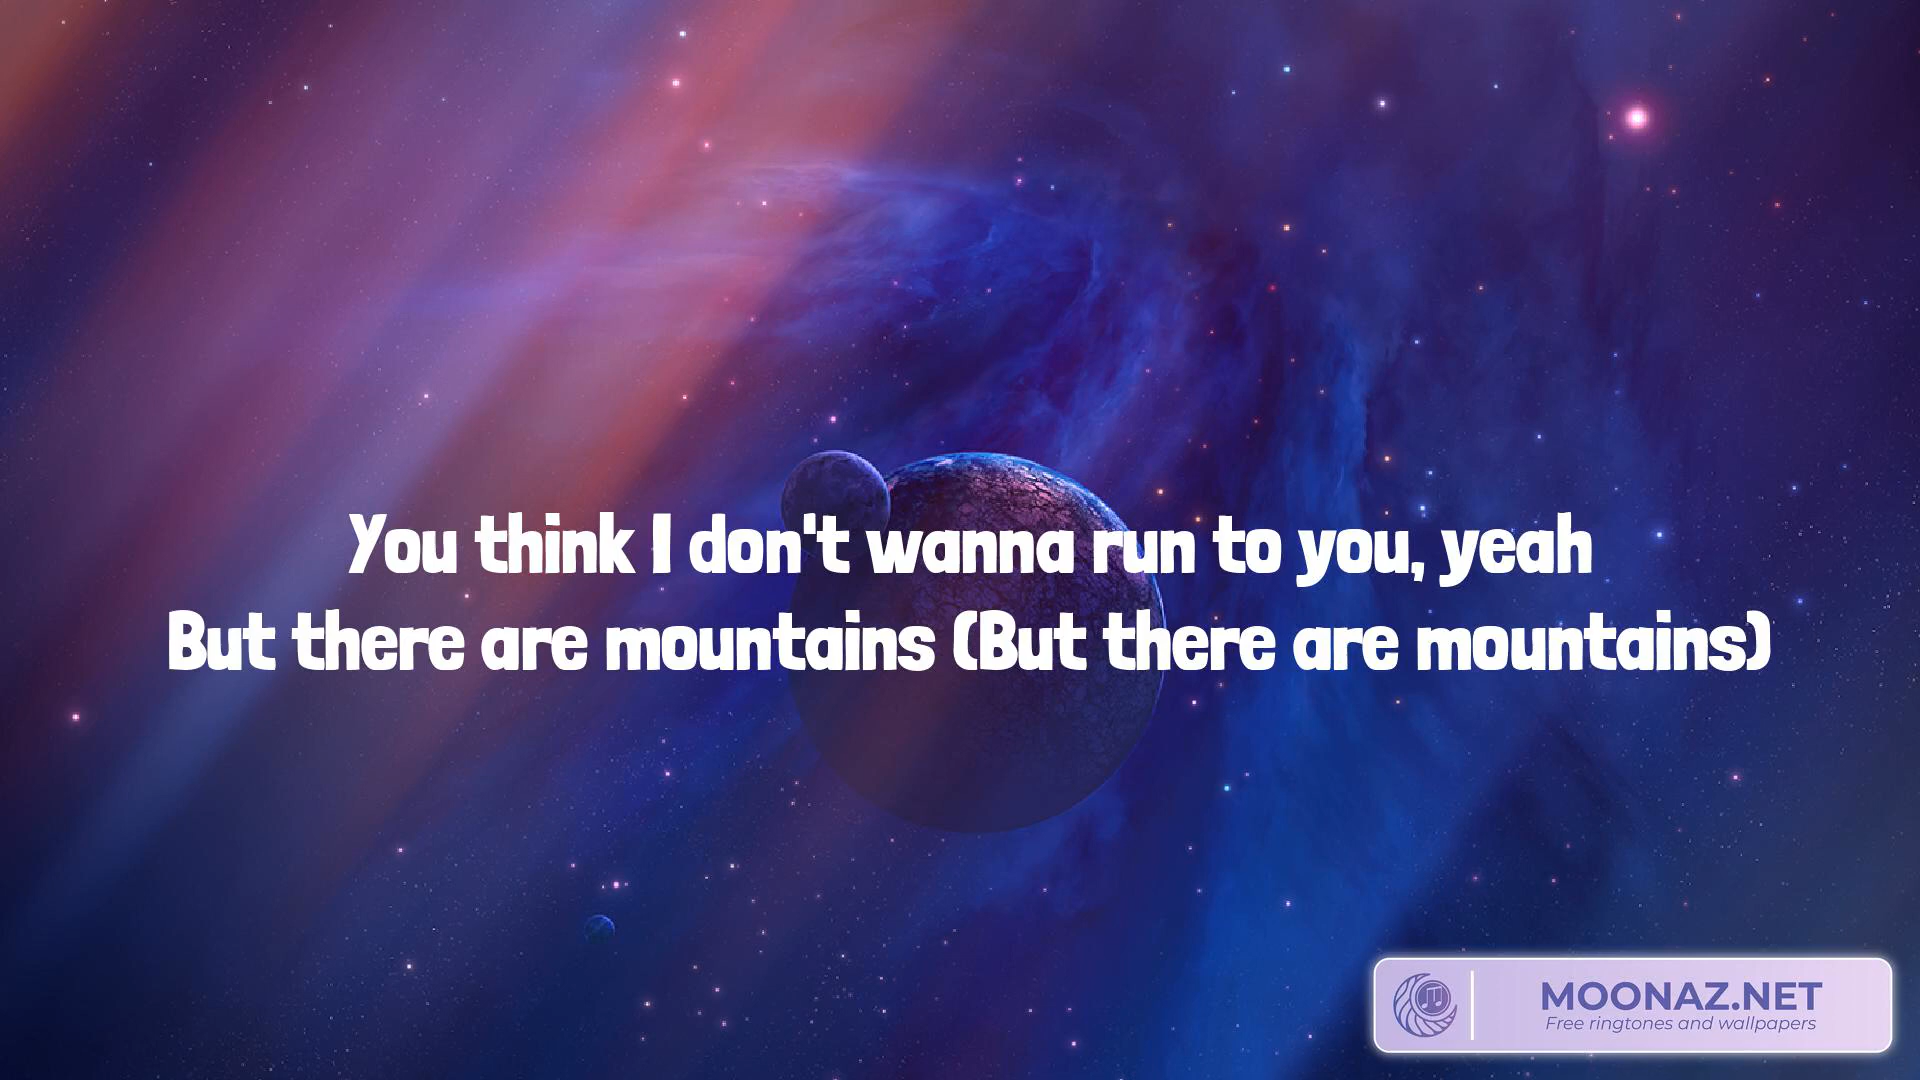 You think I don't wanna run to you, yeah
But there are mountains (But there are mountains)
MOONAZ.NET
Free ringtones and wallpapers